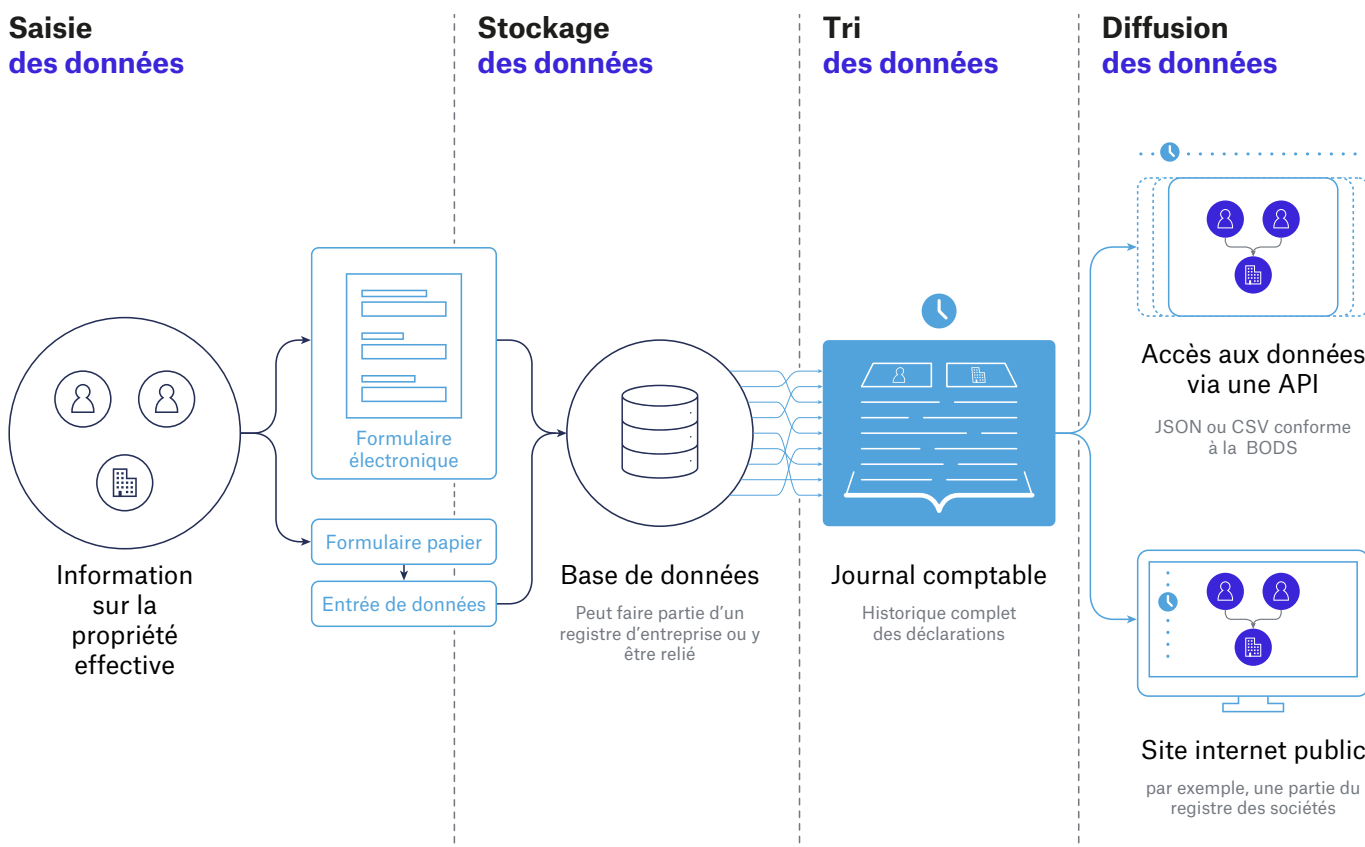 Saisie
des données
Stockage
des données
Tri
des données
Diffusion
des données
Formulaire
électronique
Formulaire papier
Entrée de données
Information
sur la
propriété
effective
Base de données
Peut faire partie d’un
registre d’entreprise ou y
être relié
Journal comptable
Historique complet
des déclarations
Accès aux données
via une API
JSON ou CSV conforme
à la BODS
Site internet public
par exemple, une partie du
registre des sociétés